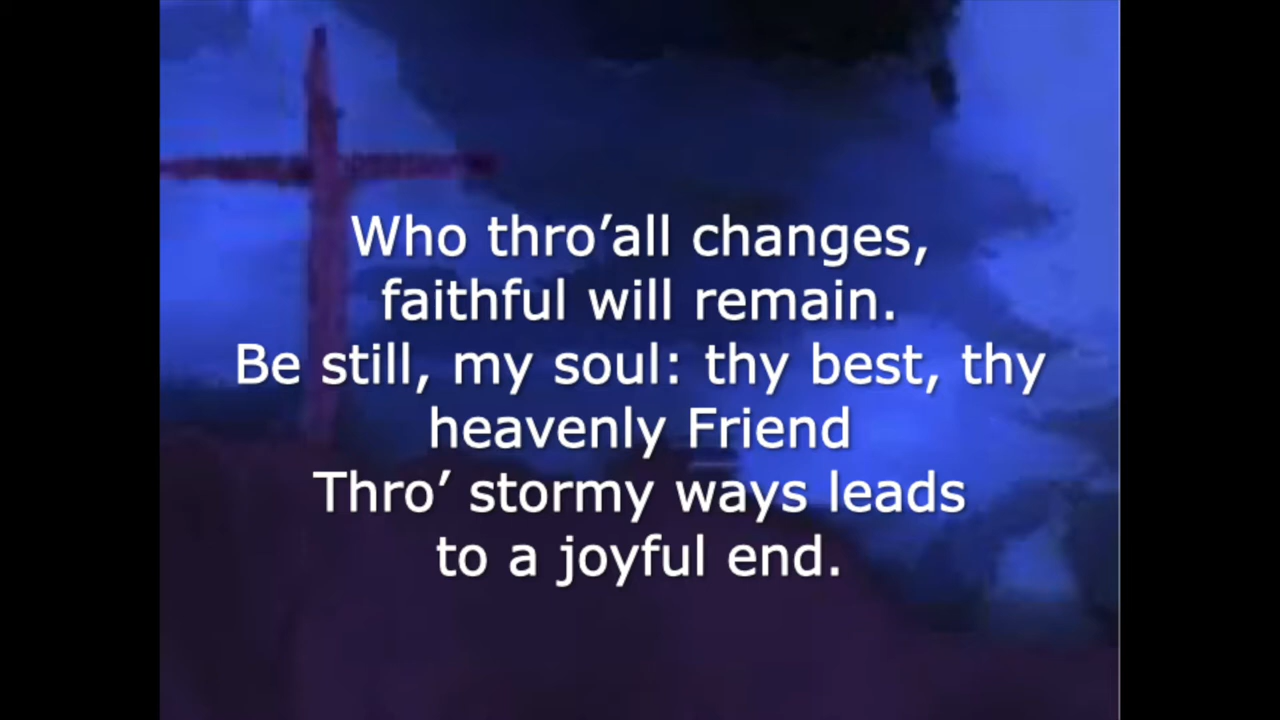 Who thro’all changes,
faithful will remain.
Be still, my soul: thy best, thy
heavenly Friend
Thro’ stormy ways leads
to a joyful end.